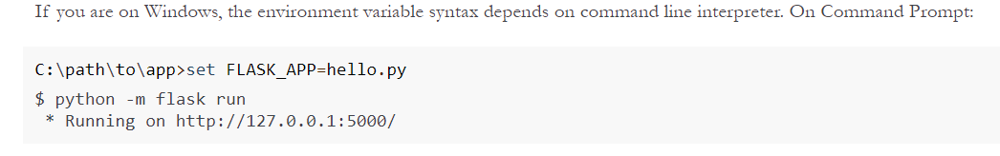 If you are on Windows, the environment variable syntax depends on command line interpreter. On Command Prompt:
C:\path\to\app>set FLASK_APP=hello.py
$ python -m flask run
 * Running on http://127.0.0.1:5000/